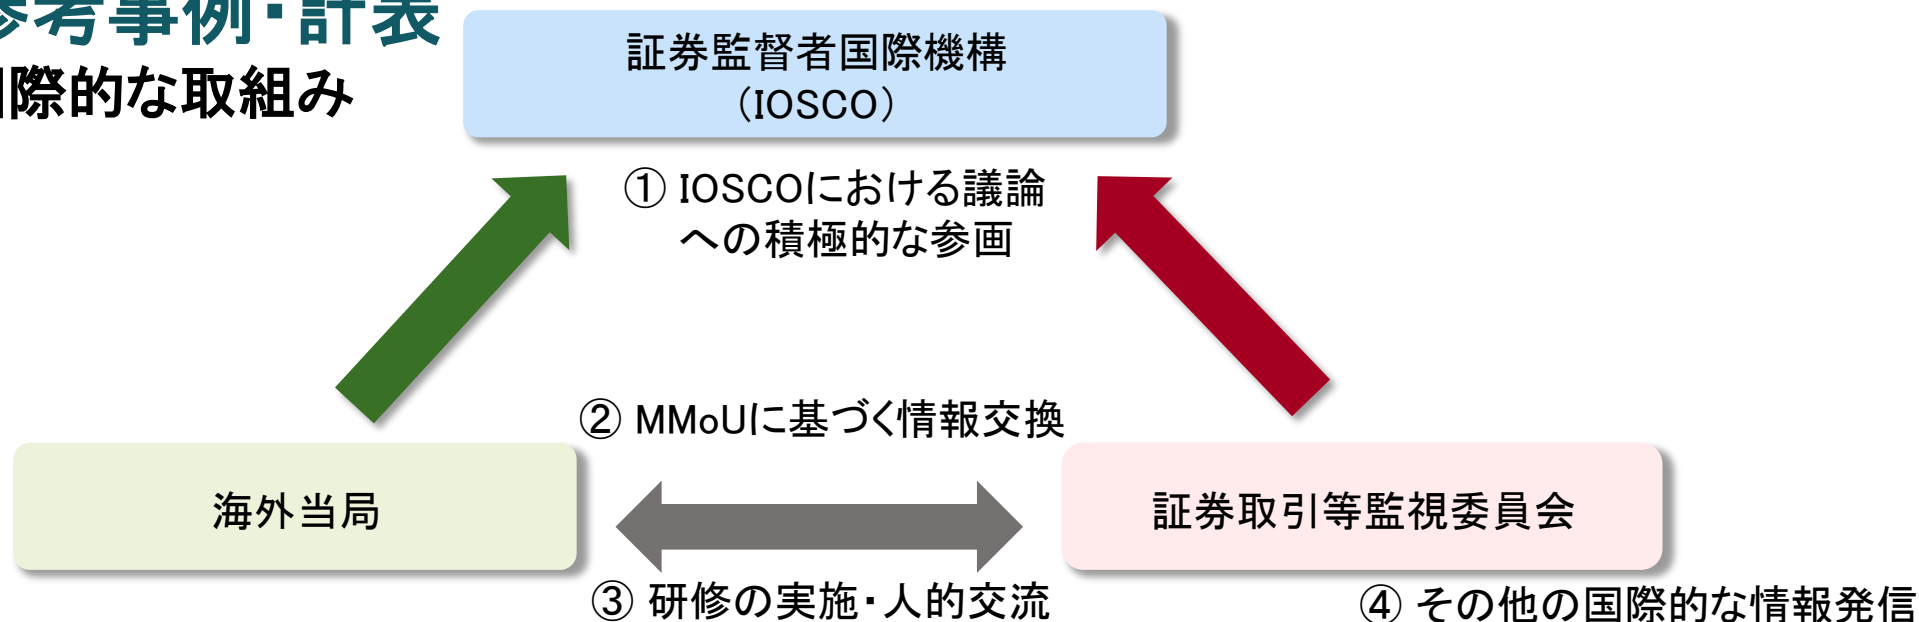 参考事例・計表
国際的な取組み
証券監督者国際機構
（IOSCO）
① IOSCOにおける議論
への積極的な参画
② MMoUに基づく情報交換
海外当局
証券取引等監視委員会
③ 研修の実施・人的交流
④ その他の国際的な情報発信